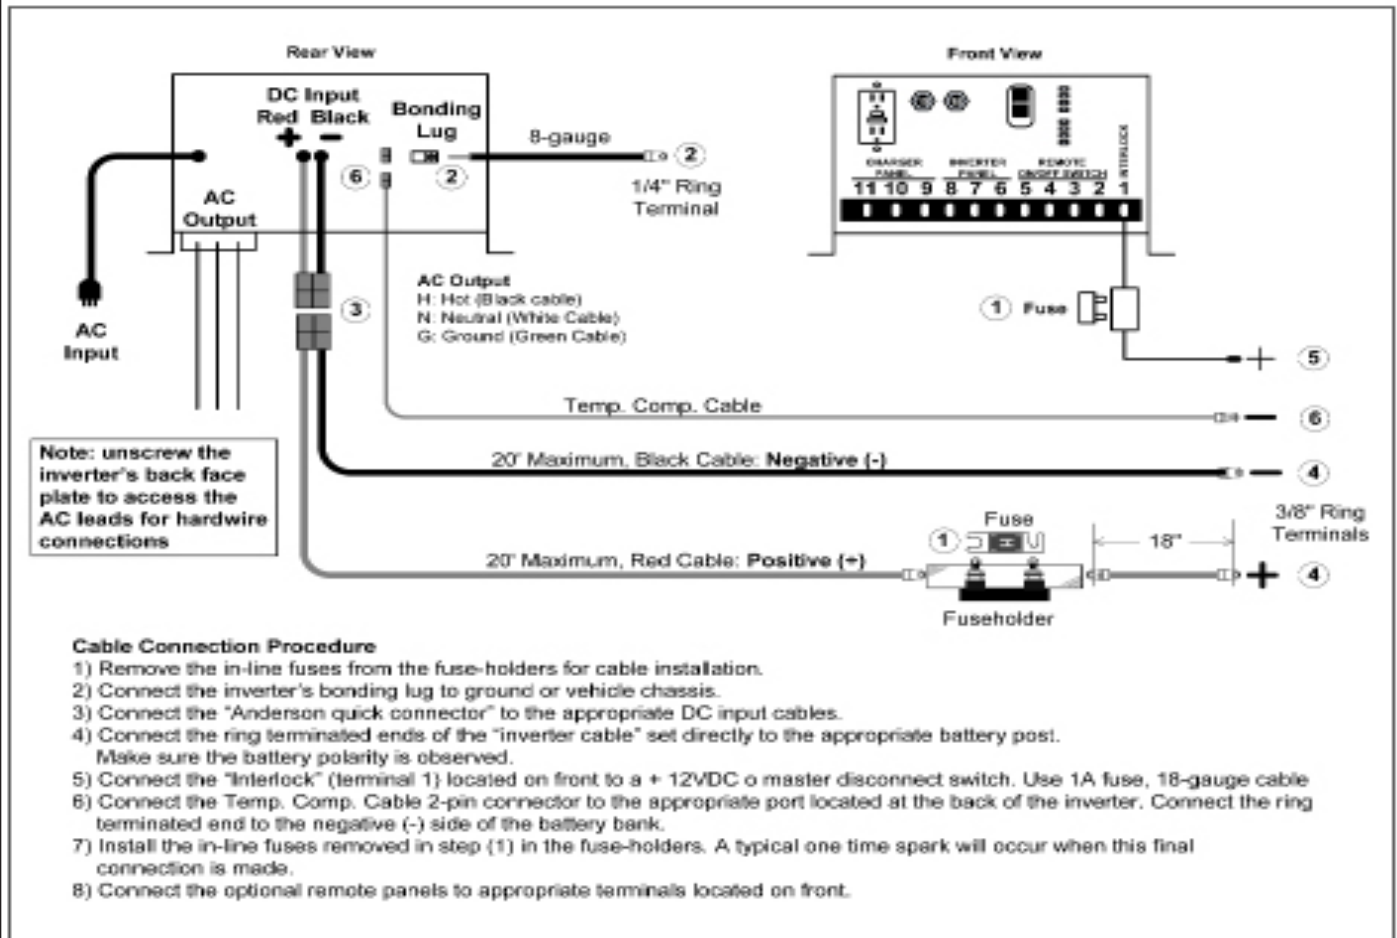 Rear View
DC Input
Red Black
+ −
Bonding
Lug
8-gauge
2
6
2
1/4" Ring
Terminal
AC
Output
AC
Input
3
AC Output
H: Hot (Black cable)
N: Neutral (White Cable)
G: Ground (Green Cable)
Front View
CHARGER
PANEL
INVERTER
PANEL
REMOTE
ON/OFF SWITCH
INTERLOCK
11 10 9 8 7 6 5 4 3 2 1
1 Fuse
+ 5
Temp. Comp. Cable
− 6
Note: unscrew the
inverter's back face
plate to access the
AC leads for hardwire
connections
20' Maximum, Black Cable: Negative (-)
− 4
3/8" Ring
Terminals
Fuse
1
18"
20' Maximum, Red Cable: Positive (+)
+ 4
Fuseholder
Cable Connection Procedure
1) Remove the in-line fuses from the fuse-holders for cable installation.
2) Connect the inverter's bonding lug to ground or vehicle chassis.
3) Connect the "Anderson quick connector" to the appropriate DC input cables.
4) Connect the ring terminated ends of the "inverter cable" set directly to the appropriate battery post.
Make sure the battery polarity is observed.
5) Connect the "Interlock" (terminal 1) located on front to a + 12VDC o master disconnect switch. Use 1A fuse, 18-gauge cable
6) Connect the Temp. Comp. Cable 2-pin connector to the appropriate port located at the back of the inverter. Connect the ring
terminated end to the negative (-) side of the battery bank.
7) Install the in-line fuses removed in step (1) in the fuse-holders. A typical one time spark will occur when this final
connection is made.
8) Connect the optional remote panels to appropriate terminals located on front.